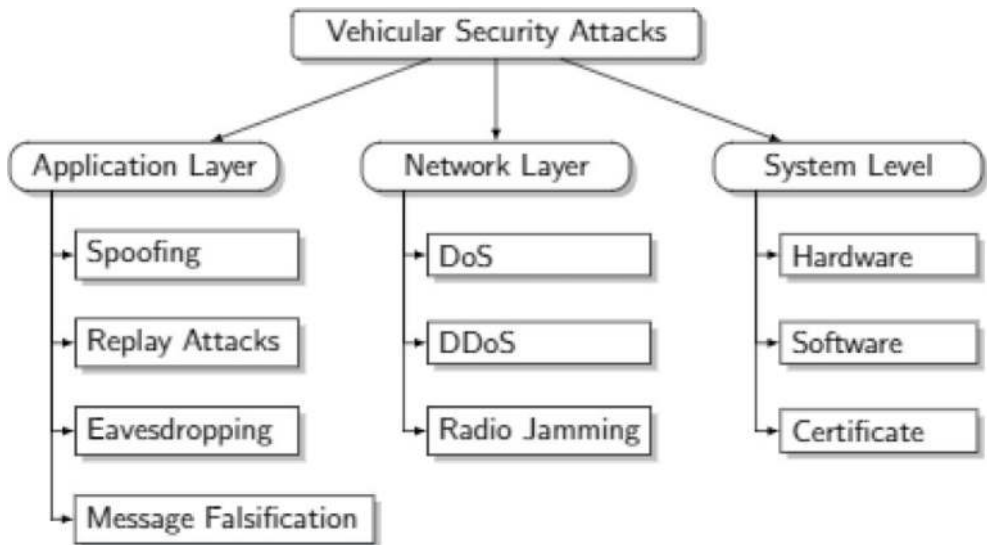 Vehicular Security Attacks
Application Layer
Network Layer
System Level
Spoofing
DoS
Hardware
Replay Attacks
DDoS
Software
Eavesdropping
Radio Jamming
Certificate
Message Falsification